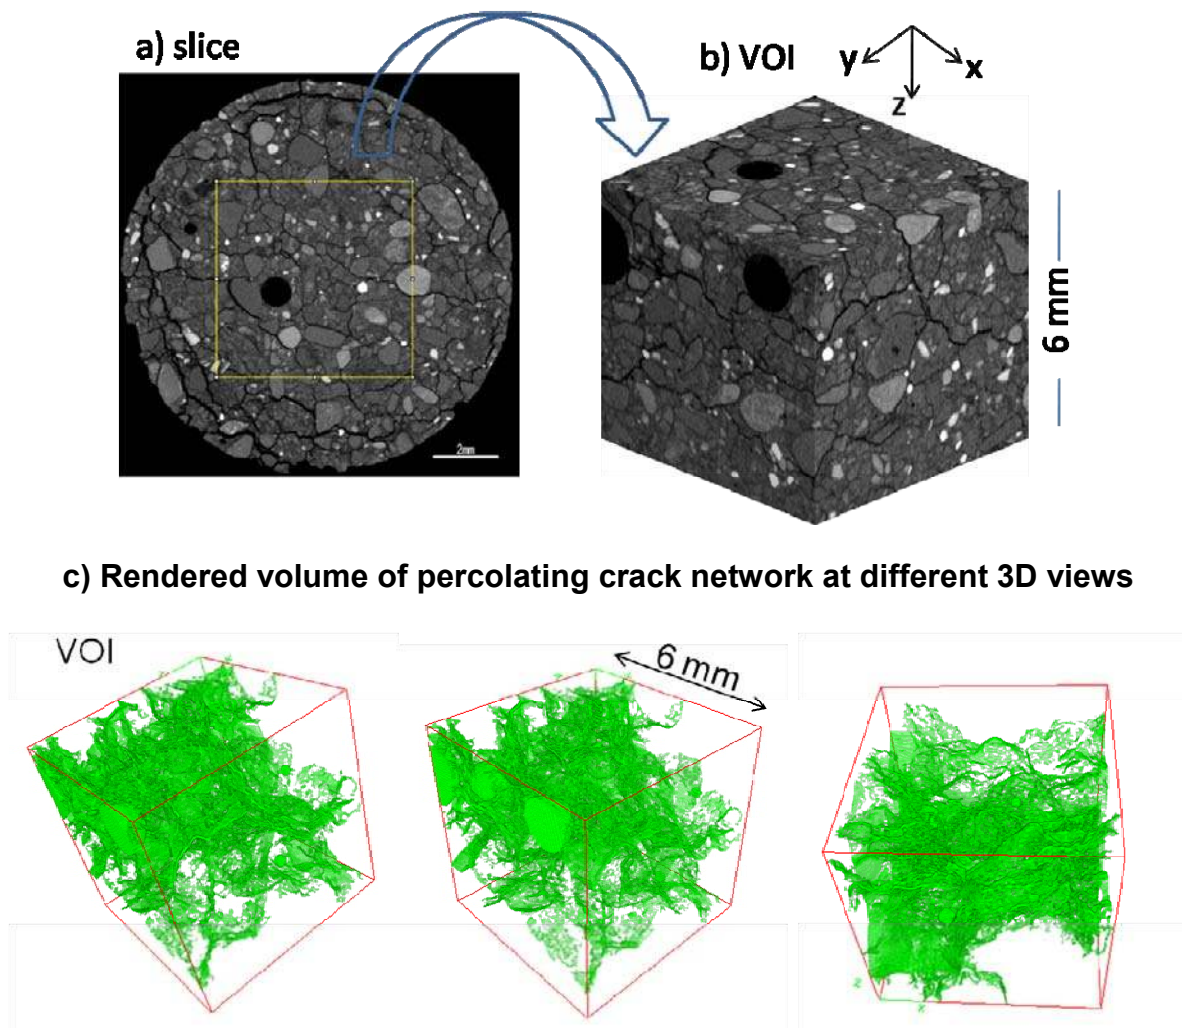 a) slice
b) VOI
y
x
z
2mm
6 mm
c) Rendered volume of percolating crack network at different 3D views
VOI
6 mm
z
x